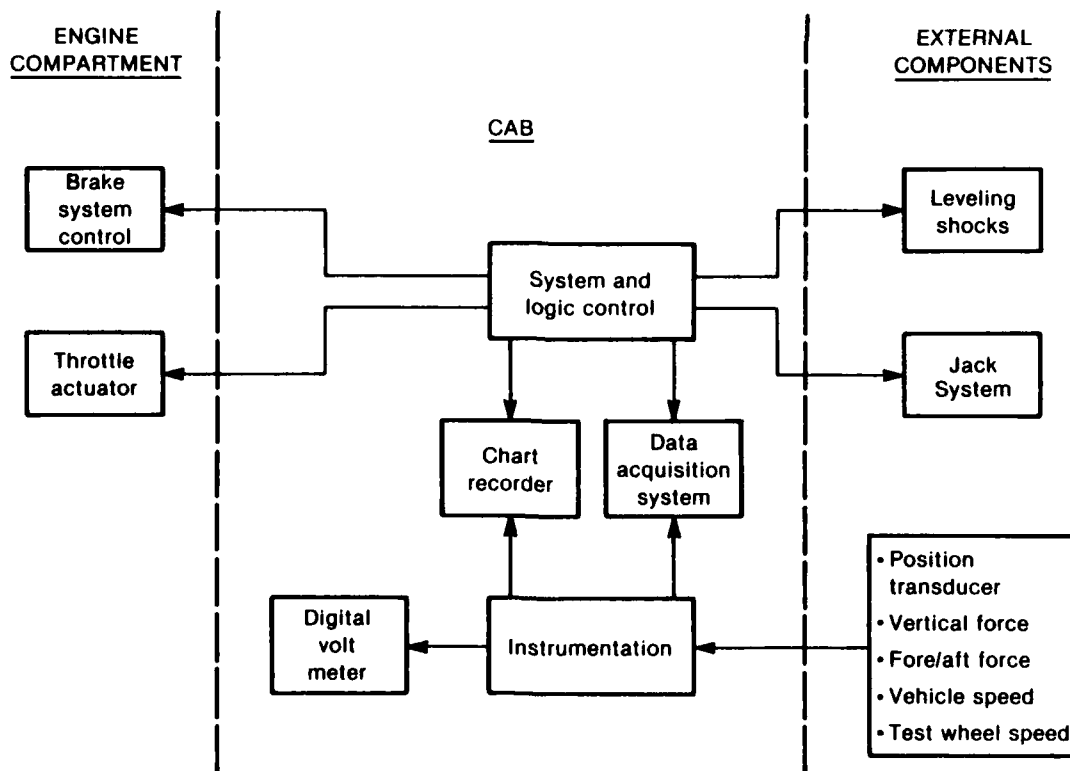 ENGINE
COMPARTMENT
CAB
EXTERNAL
COMPONENTS
Brake
system
control
Throttle
actuator
System and
logic control
Leveling
shocks
Jack
System
Chart
recorder
Data
acquisition
system
Digital
volt
meter
Instrumentation
• Position
transducer
• Vertical force
• Fore/aft force
• Vehicle speed
• Test wheel speed